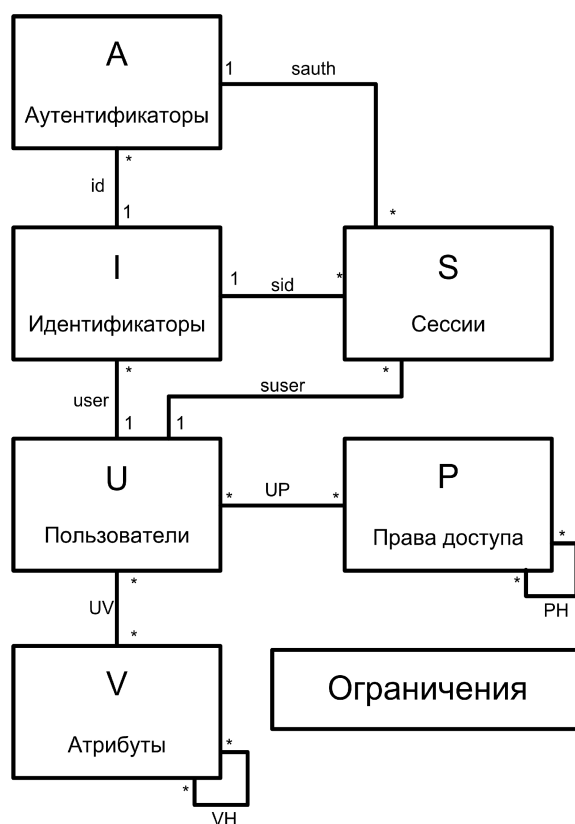 A
Аутентификаторы
1
sauth
*
id
1
*
I
Идентификаторы
1
sid
*
S
Сессии
*
user
1
suser
*
1
U
Пользователи
*
UP
*
P
Права доступа
*
*
PH
*
UV
*
V
Атрибуты
*
*
VH
Ограничения